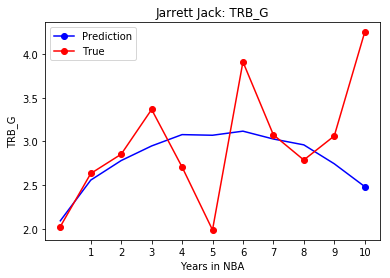 Jarrett Jack: TRB_G
Prediction
True
4.0
3.5
3.0
2.5
2.0
TRB_G
1 2 3 4 5 6 7 8 9 10
Years in NBA